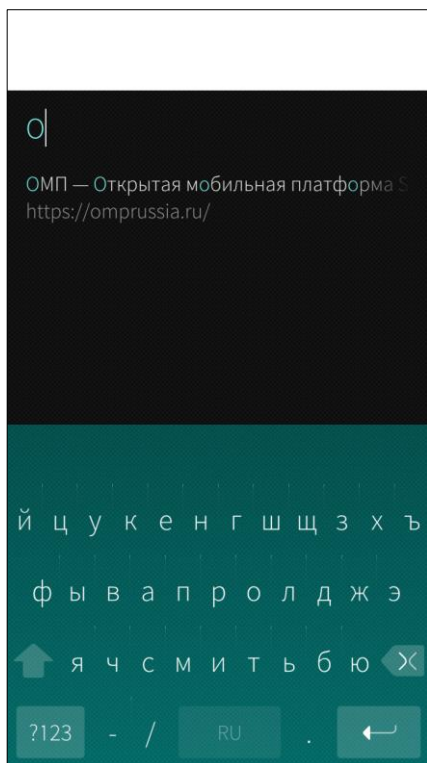 О
ОМП — Открытая мобильная платформа S
https://omprussia.ru/
й ц у к е н г ш щ з х ъ
ф ы в а п р о л д ж э
я ч с м и т ь б ю
?123 - / RU .